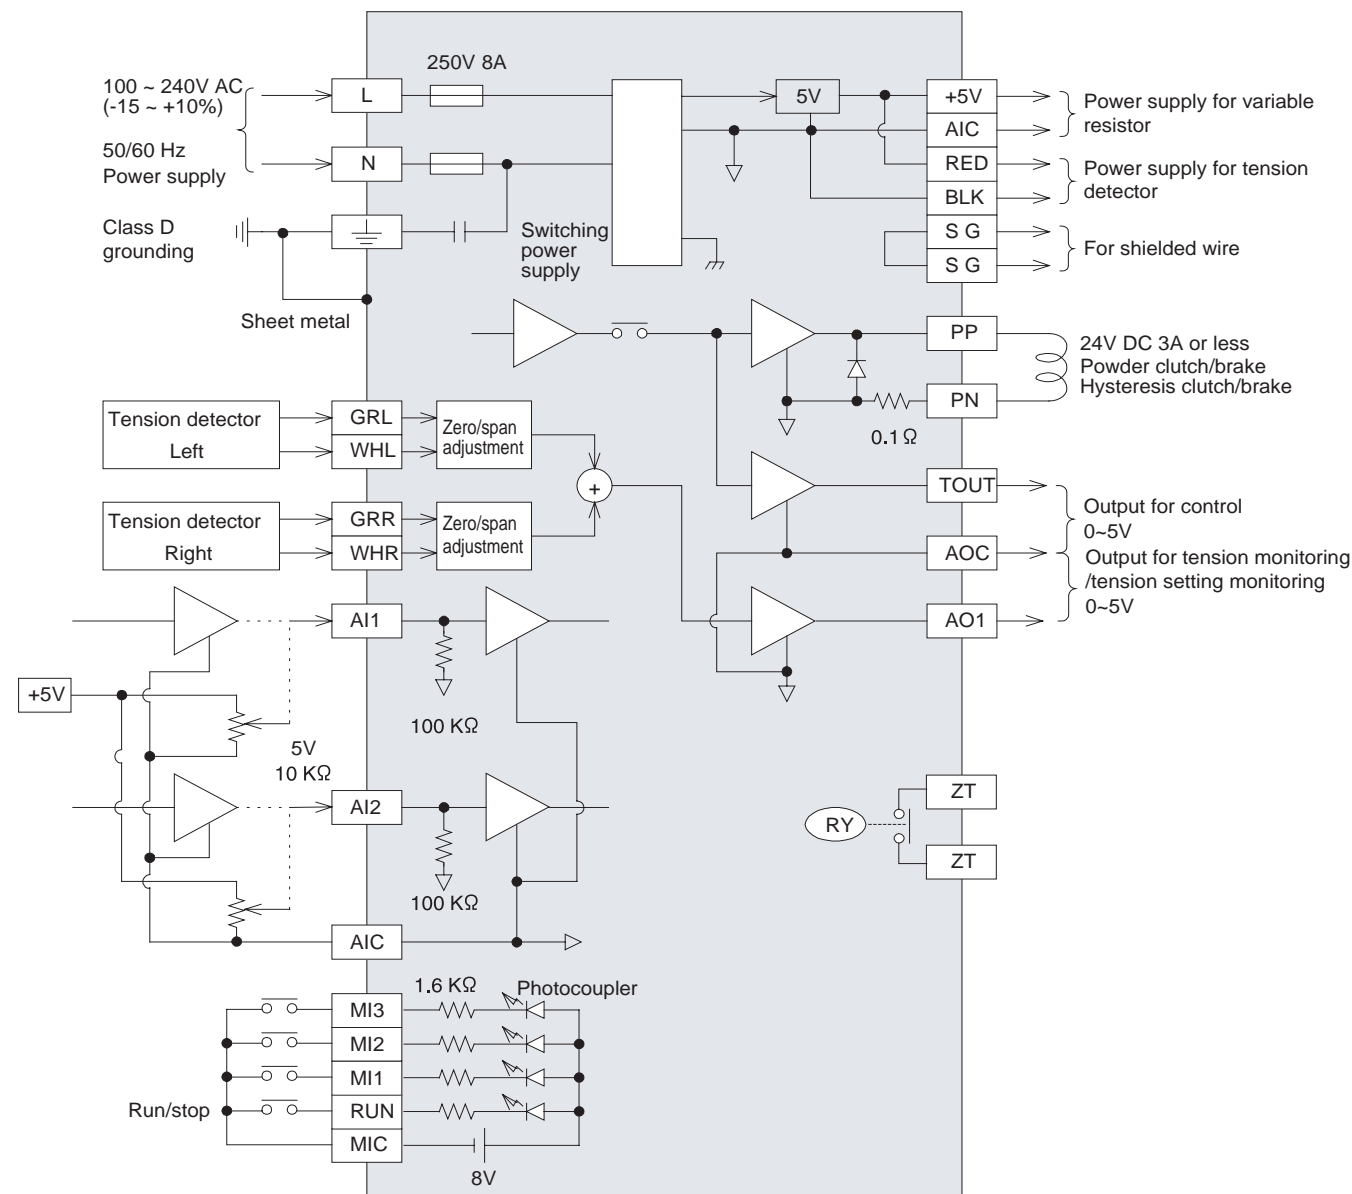 250V 8A
100 ~ 240V AC
(-15 ~ +10%)
50/60 Hz
Power supply
Class D
grounding
Sheet metal
L
N
Switching
power
supply
5V
+5V
AIC
RED
BLK
S G
S G
Power supply for variable
resistor
Power supply for tension
detector
For shielded wire
PP
PN
24V DC 3A or less
Powder clutch/brake
Hysteresis clutch/brake
0.1 Ω
Tension detector
Left
GRL
WHL
Zero/span
adjustment
+
Tension detector
Right
GRR
WHR
Zero/span
adjustment
TOUT
AOC
AO1
Output for control
0~5V
Output for tension monitoring
/tension setting monitoring
0~5V
AI1
+5V
100 KΩ
5V
10 KΩ
AI2
100 KΩ
AIC
RY
ZT
ZT
1.6 KΩ
Photocoupler
MI3
MI2
MI1
Run/stop
RUN
MIC
8V